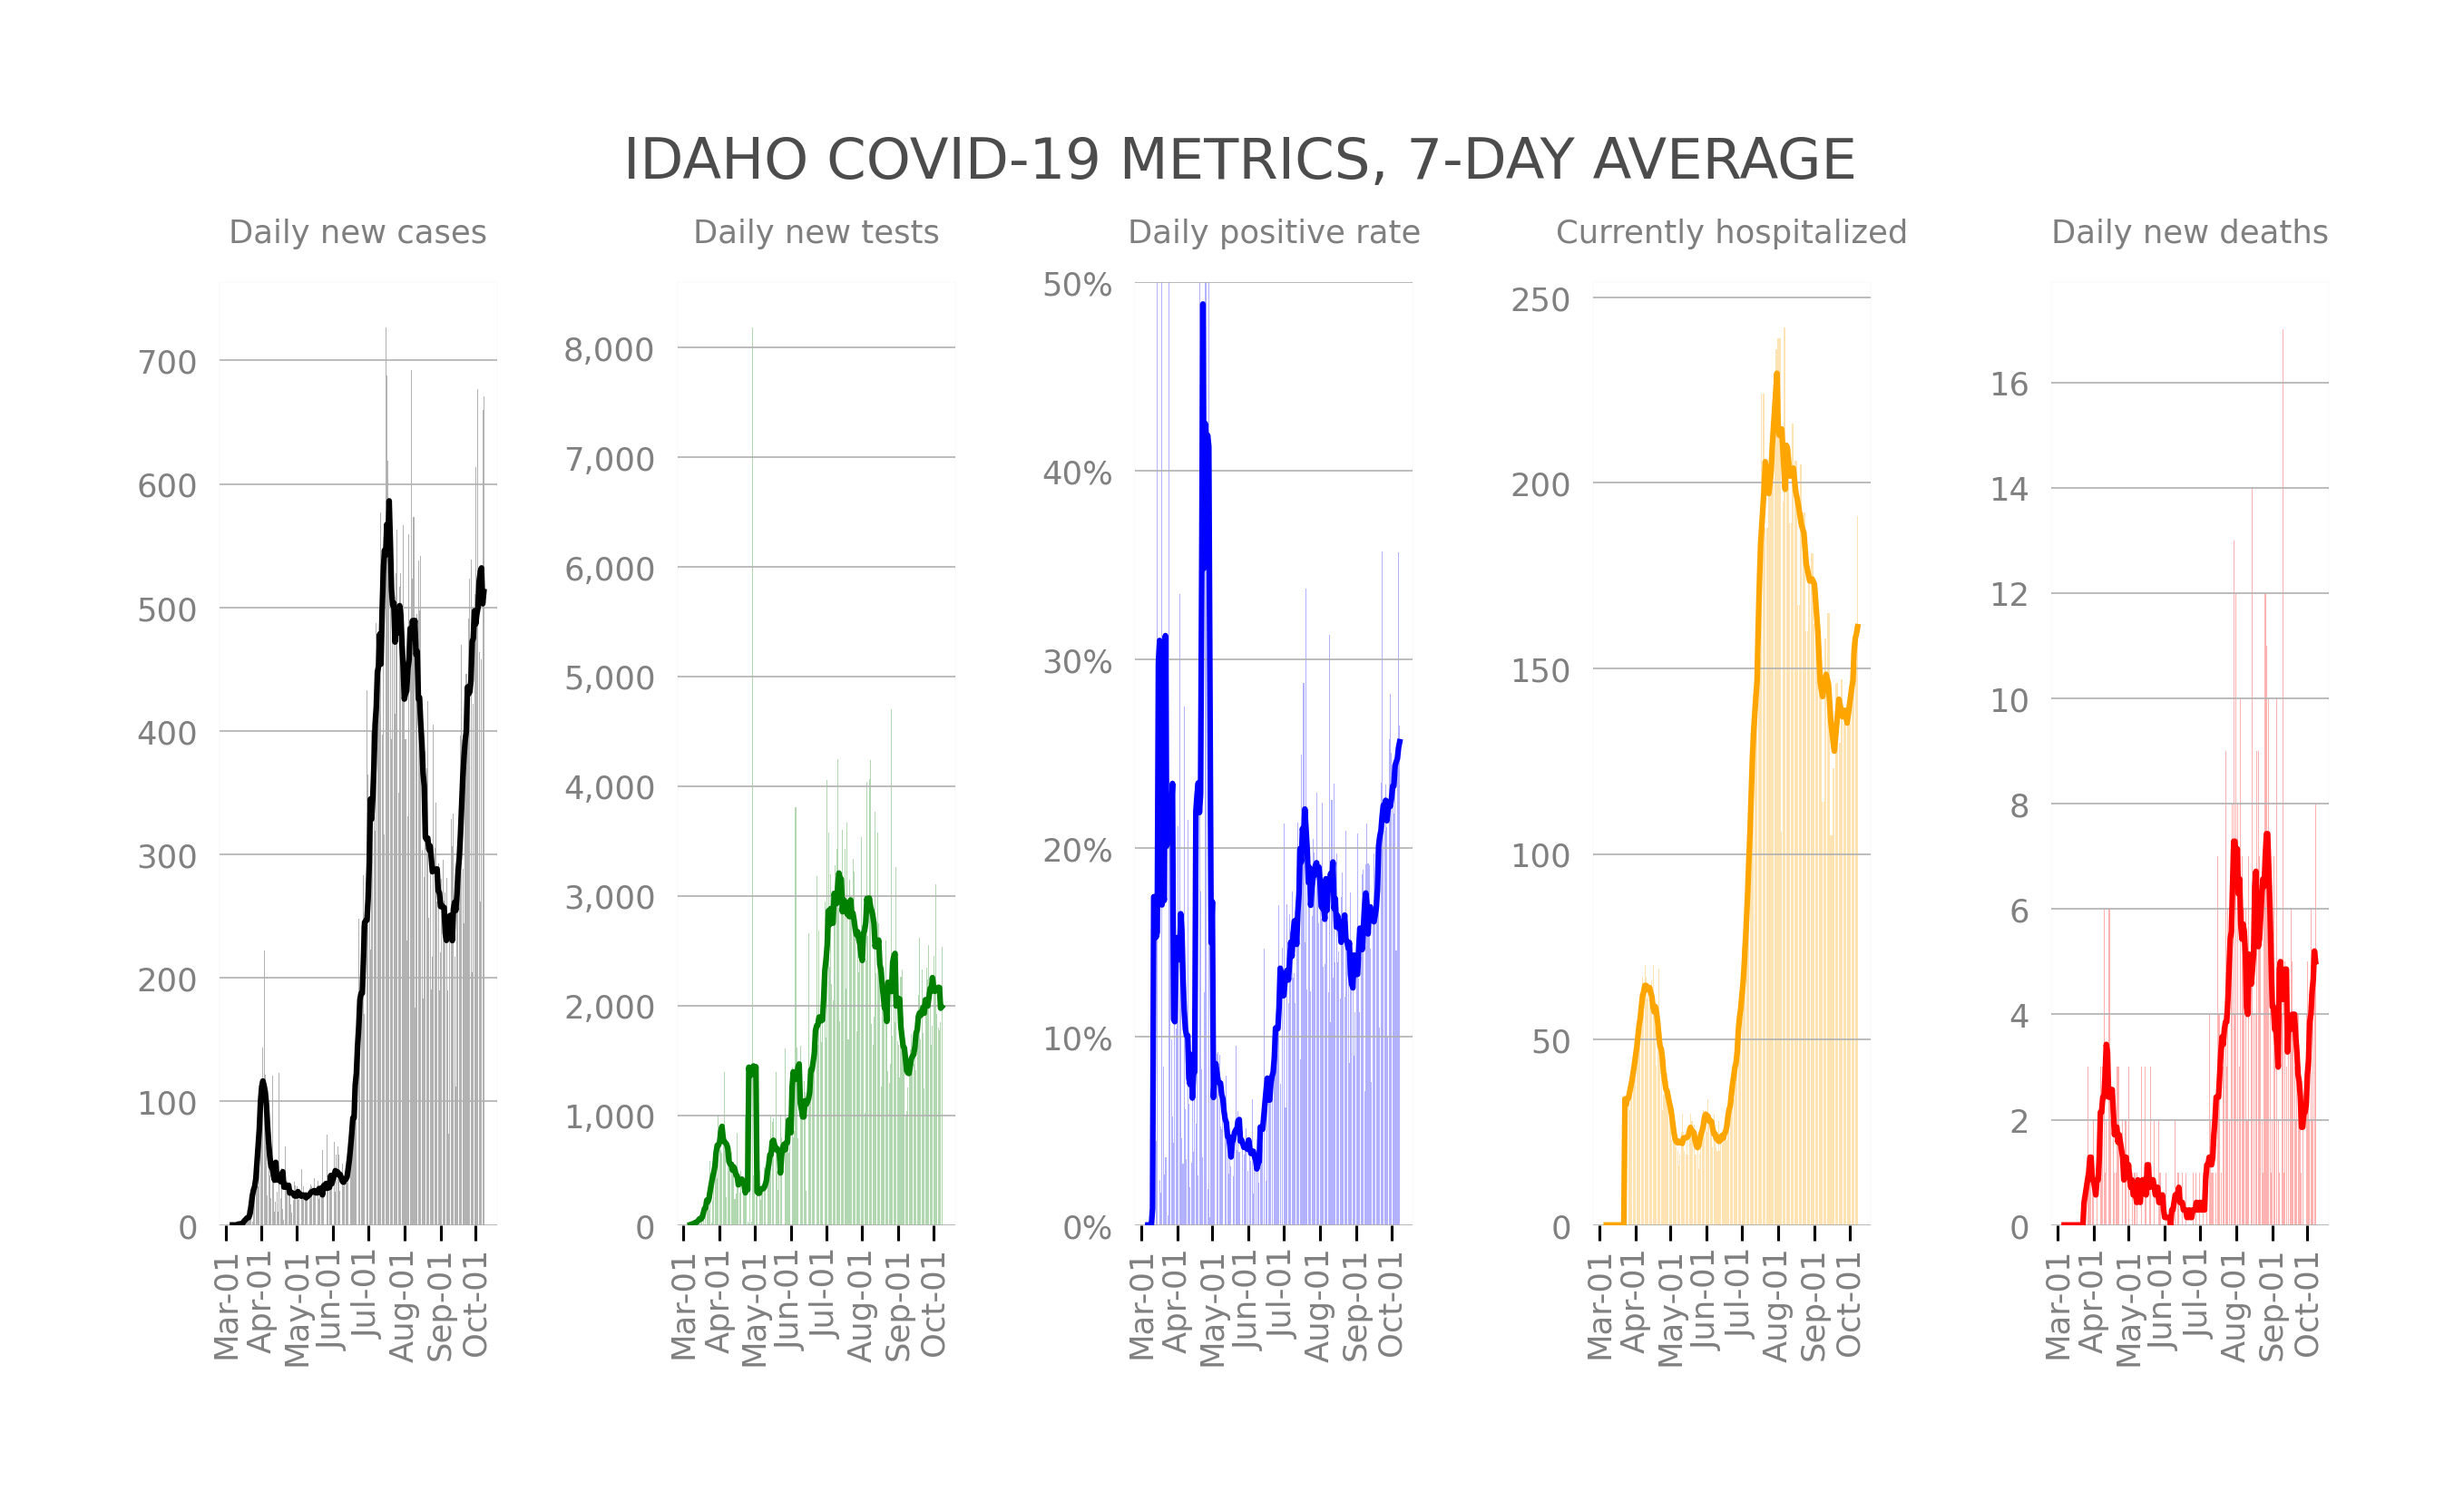 IDAHO COVID-19 METRICS, 7-DAY AVERAGE
Daily new cases
700
600
500
400
300
200
100
0
Mar-01
Apr-01
May-01
Jun-01
Jul-01
Aug-01
Sep-01
Oct-01
Daily new tests
8,000
7,000
6,000
5,000
4,000
3,000
2,000
1,000
0
Mar-01
Apr-01
May-01
Jun-01
Jul-01
Aug-01
Sep-01
Oct-01
Daily positive rate
50%
40%
30%
20%
10%
0%
Mar-01
Apr-01
May-01
Jun-01
Jul-01
Aug-01
Sep-01
Oct-01
Currently hospitalized
250
200
150
100
50
0
Mar-01
Apr-01
May-01
Jun-01
Jul-01
Aug-01
Sep-01
Oct-01
Daily new deaths
16
14
12
10
8
6
4
2
0
Mar-01
Apr-01
May-01
Jun-01
Jul-01
Aug-01
Sep-01
Oct-01